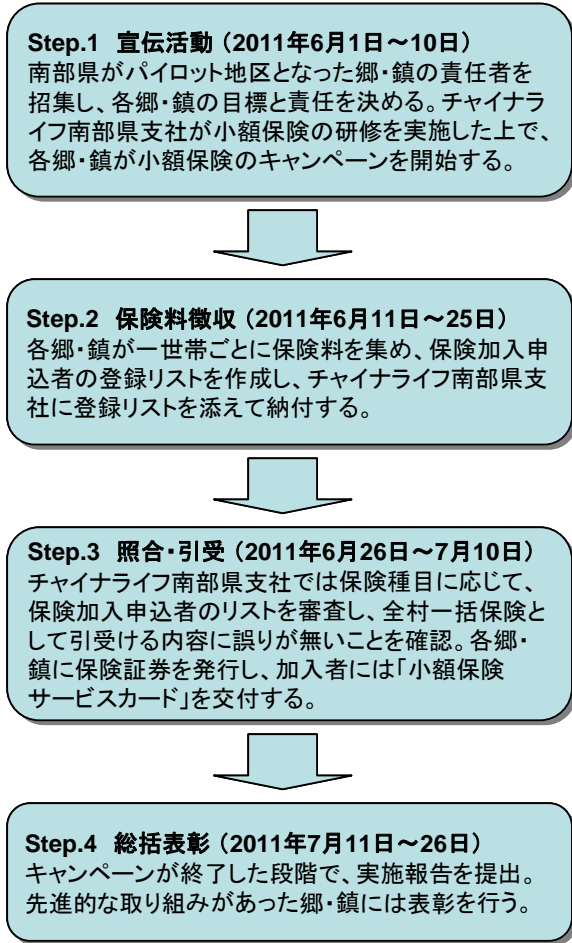 Step.1 宣伝活動（2011年6月1日～10日）
南部県がパイロット地区となった郷・鎮の責任者を
招集し、各郷・鎮の目標と責任を決める。チャイナラ
イフ南部県支社が小額保険の研修を実施した上で、
各郷・鎮が小額保険のキャンペーンを開始する。
Step.2 保険料徴収（2011年6月11日～25日）
各郷・鎮が一世帯ごとに保険料を集め、保険加入申
込者の登録リストを作成し、チャイナライフ南部県支
社に登録リストを添えて納付する。
Step.3 照合・引受（2011年6月26日～7月10日）
チャイナライフ南部県支社では保険種目に応じて、
保険加入申込者のリストを審査し、全村一括保険と
して引受ける内容に誤りが無いことを確認。各郷・
鎮に保険証券を発行し、加入者には「小額保険
サービスカード」を交付する。
Step.4 総括表彰（2011年7月11日～26日）
キャンペーンが終了した段階で、実施報告を提出。
先進的な取り組みがあった郷・鎮には表彰を行う。